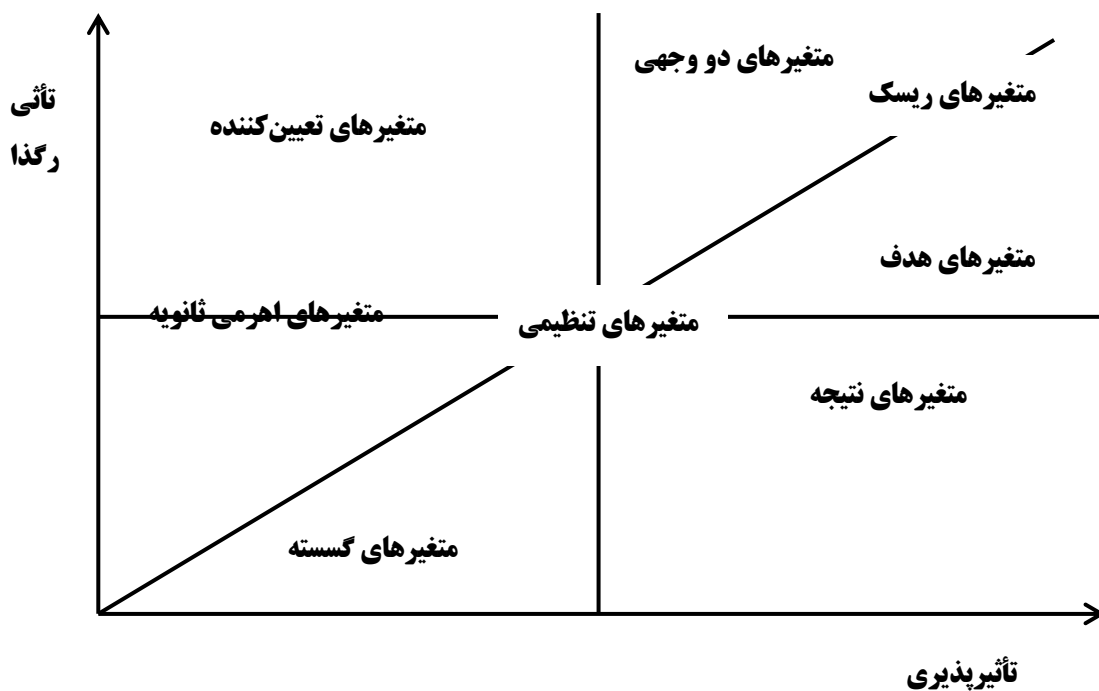 متغیرهای دو وجهی
متغیرهای ریسک
تأثی
رگذا
متغیرهای تعیین‌کننده
متغیرهای هدف
متغیرهای اهرمی ثانویه
متغیرهای تنظیمی
متغیرهای نتیجه
متغیرهای گسسته
تأثیرپذیری